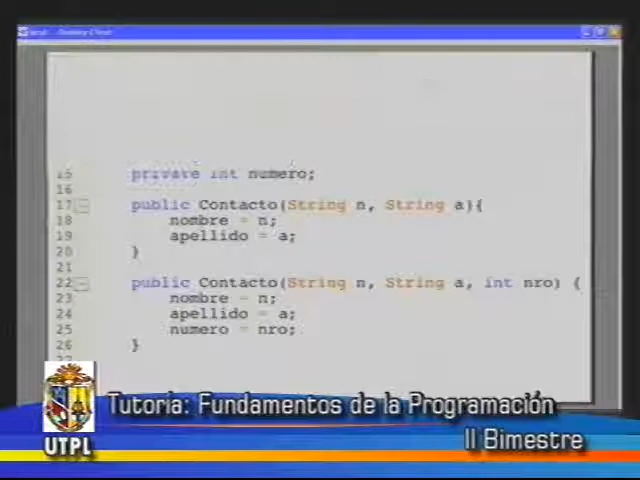 15 private int numero;
16
17 public Contacto(String n, String a){
18 nombre = n;
19 apellido = a;
20 }
21
22 public Contacto(String n, String a, int nro) {
23 nombre = n;
24 apellido = a;
25 numero = nro;
26 }
Tutoria: Fundamentos de la Programación
II Bimestre
UTPL